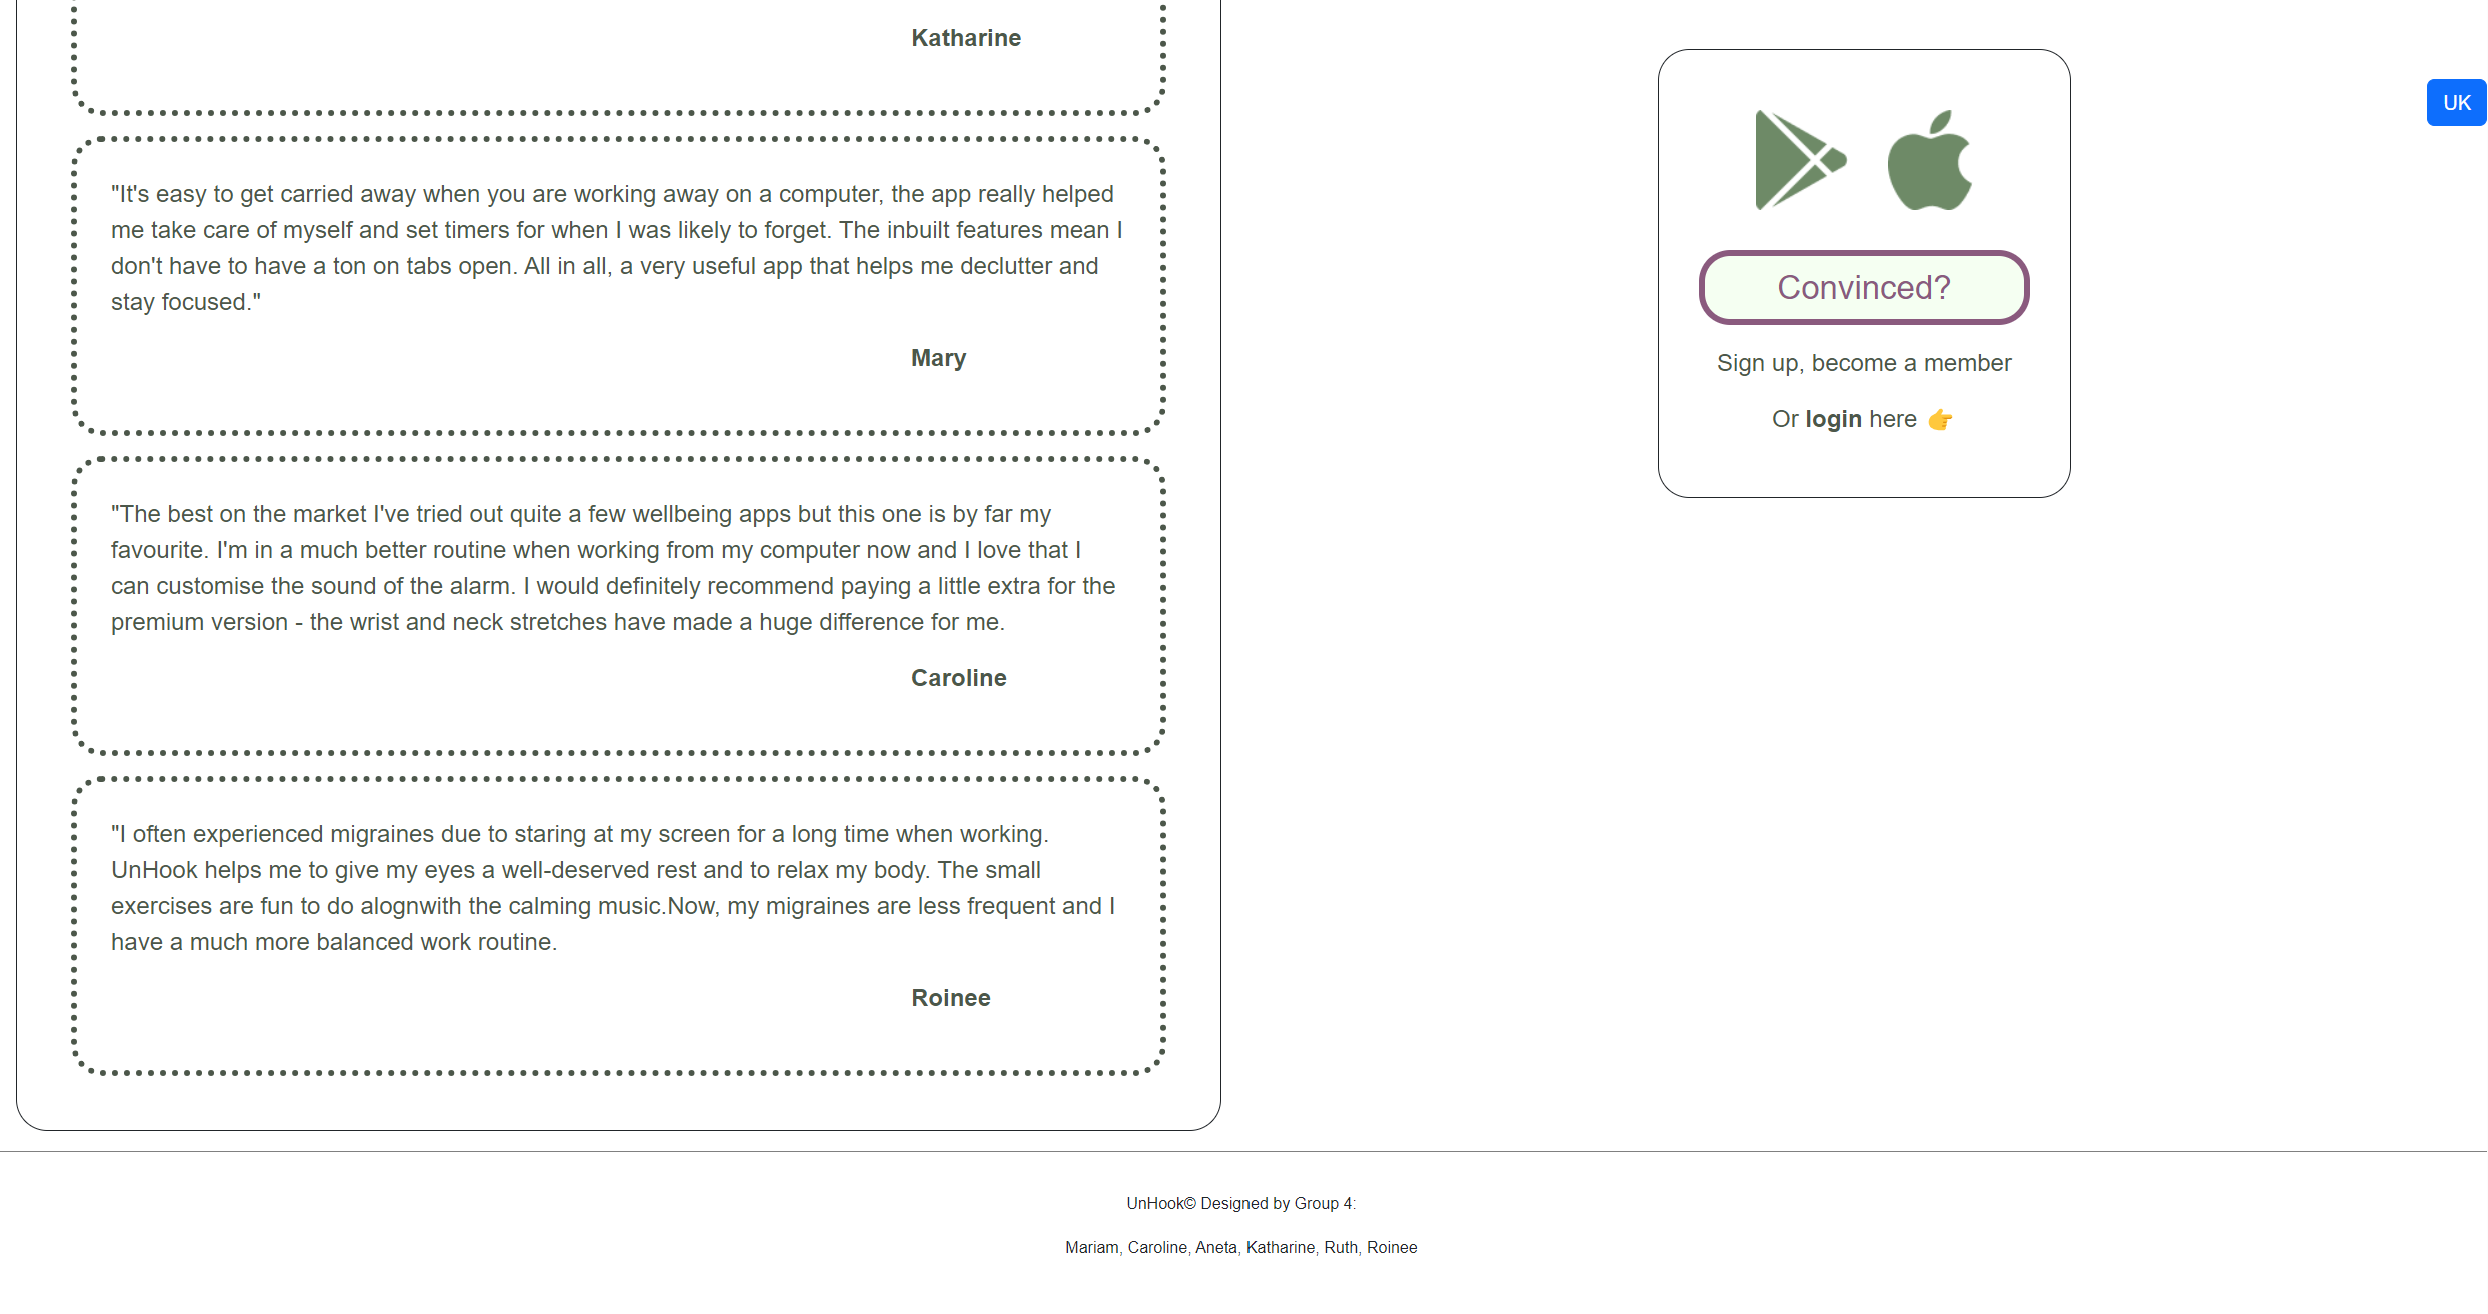 Katharine
"It's easy to get carried away when you are working away on a computer, the app really helped
me take care of myself and set timers for when I was likely to forget. The inbuilt features mean I
don't have to have a ton on tabs open. All in all, a very useful app that helps me declutter and
stay focused."
Mary
"The best on the market I've tried out quite a few wellbeing apps but this one is by far my
favourite. I'm in a much better routine when working from my computer now and I love that I
can customise the sound of the alarm. I would definitely recommend paying a little extra for the
premium version - the wrist and neck stretches have made a huge difference for me.
Caroline
"I often experienced migraines due to staring at my screen for a long time when working.
UnHook helps me to give my eyes a well-deserved rest and to relax my body. The small
exercises are fun to do alognwith the calming music.Now, my migraines are less frequent and I
have a much more balanced work routine.
Roinee
Convinced?
Sign up, become a member
Or login here 👉
UK
UnHook© Designed by Group 4:
Mariam, Caroline, Aneta, Katharine, Ruth, Roinee